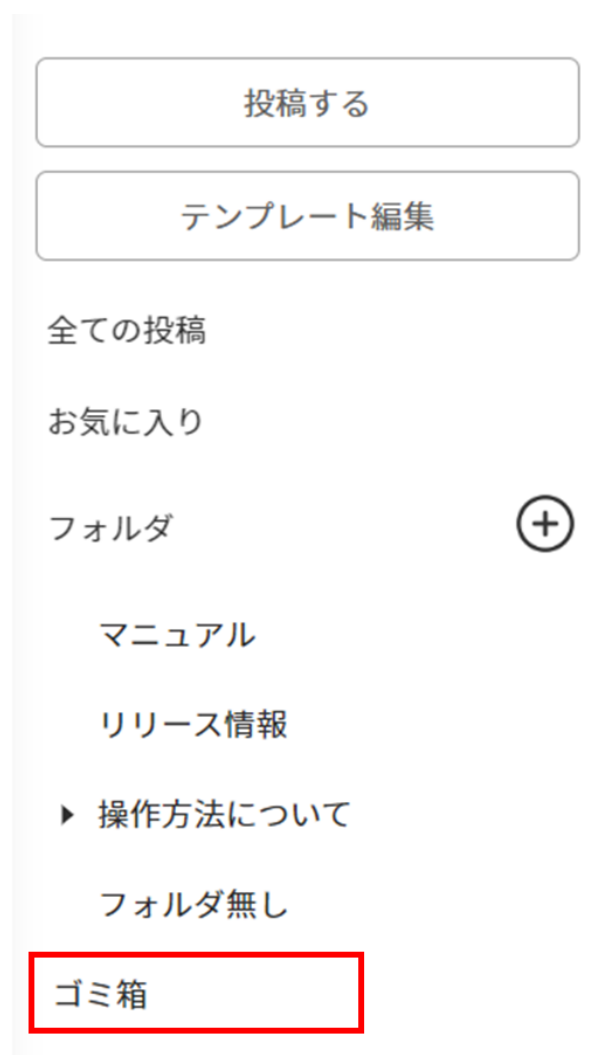 投稿する
テンプレート編集
全ての投稿
お気に入り
フォルダ
マニュアル
リリース情報
操作方法について
フォルダ無し
ゴミ箱